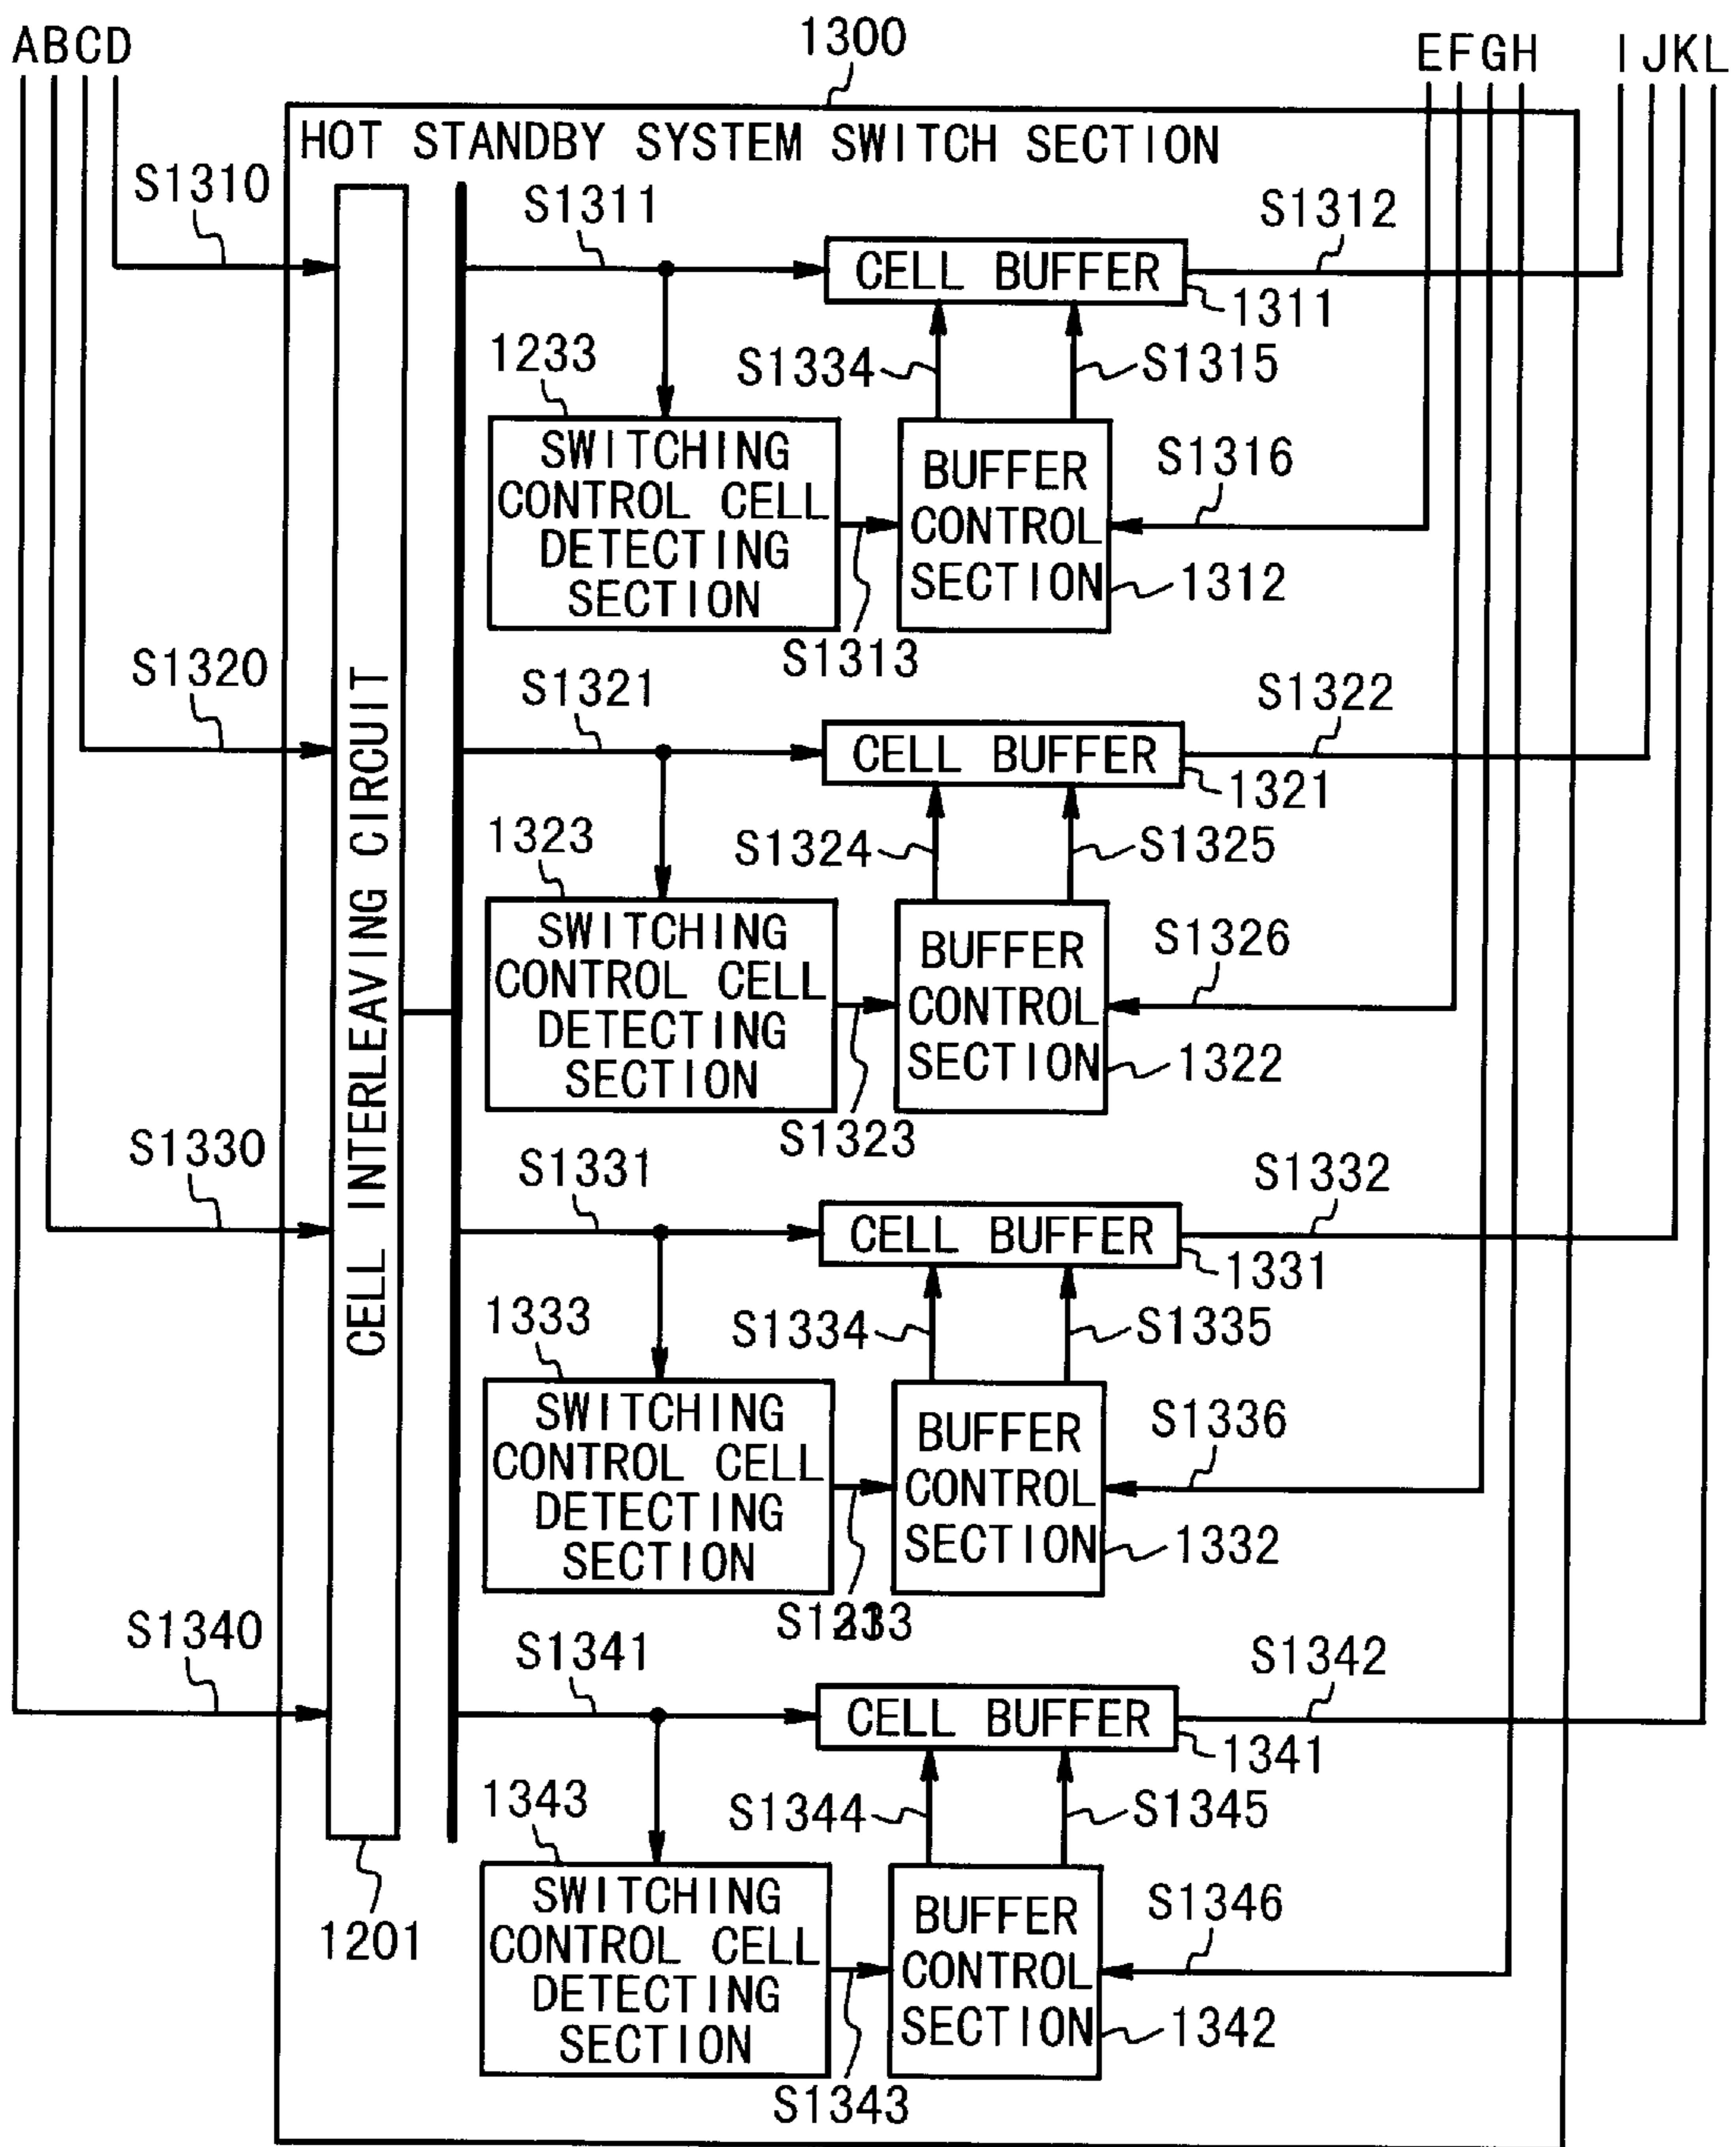 1300
ABCD
EFGH
IJKL
HOT STANDBY SYSTEM SWITCH SECTION
S1310
S1311
S1312
CELL BUFFER
1311
1233
S1334
S1315
SWITCHING
CONTROL CELL
DETECTING
SECTION
BUFFER
CONTROL
SECTION
S1316
1312
S1313
S1320
S1321
S1322
CELL BUFFER
1321
1323
S1324
S1325
SWITCHING
CONTROL CELL
DETECTING
SECTION
BUFFER
CONTROL
SECTION
S1326
1322
S1323
CELL INTERLEAVING CIRCUIT
S1330
S1331
S1332
CELL BUFFER
1331
1333
S1334
S1335
SWITCHING
CONTROL CELL
DETECTING
SECTION
BUFFER
CONTROL
SECTION
S1336
1332
S1340
S1341
S1342
CELL BUFFER
1341
1343
S1344
S1345
1201
SWITCHING
CONTROL CELL
DETECTING
SECTION
BUFFER
CONTROL
SECTION
S1346
1342
S1343